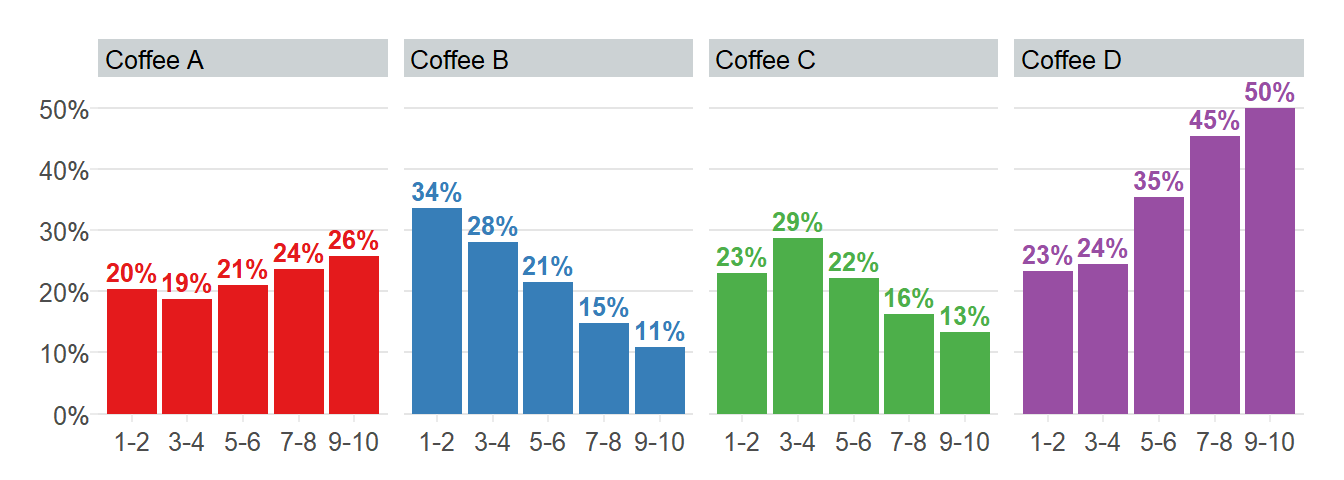 Coffee A Coffee B Coffee C Coffee D
50%
40%
30%
20%
10%
0%
20% 19% 21% 24% 26%
34% 28% 21% 15% 11%
23% 29% 22% 16% 13%
23% 24% 35% 45% 50%
1-2 3-4 5-6 7-8 9-10 1-2 3-4 5-6 7-8 9-10 1-2 3-4 5-6 7-8 9-10 1-2 3-4 5-6 7-8 9-10